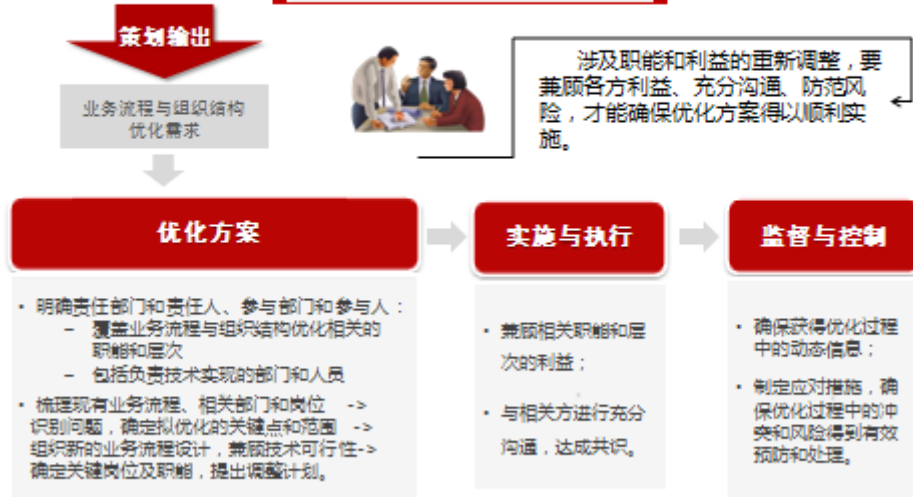 策划输出
业务流程与组织结构
优化需求
涉及职能和利益的重新调整，要
兼顾各方利益、充分沟通、防范风
险，才能确保优化方案得以顺利实
施。
优化方案
• 明确责任部门和责任人、参与部门和参与人：
– 覆盖业务流程与组织结构优化相关的
职能和层次
– 包括负责技术实现的部门和人员
• 梳理现有业务流程、相关部门和岗位 ->
识别问题，确定拟优化的关键点和范围 ->
组织新的业务流程设计，兼顾技术可行性->
确定关键岗位及职能，提出调整计划。
实施与执行
• 兼顾相关职能和层
次的利益；
• 与相关方进行充分
沟通，达成共识。
监督与控制
• 确保获得优化过程
中的动态信息；
• 制定应对措施，确
保优化过程中的冲
突和风险得到有效
预防和处理。